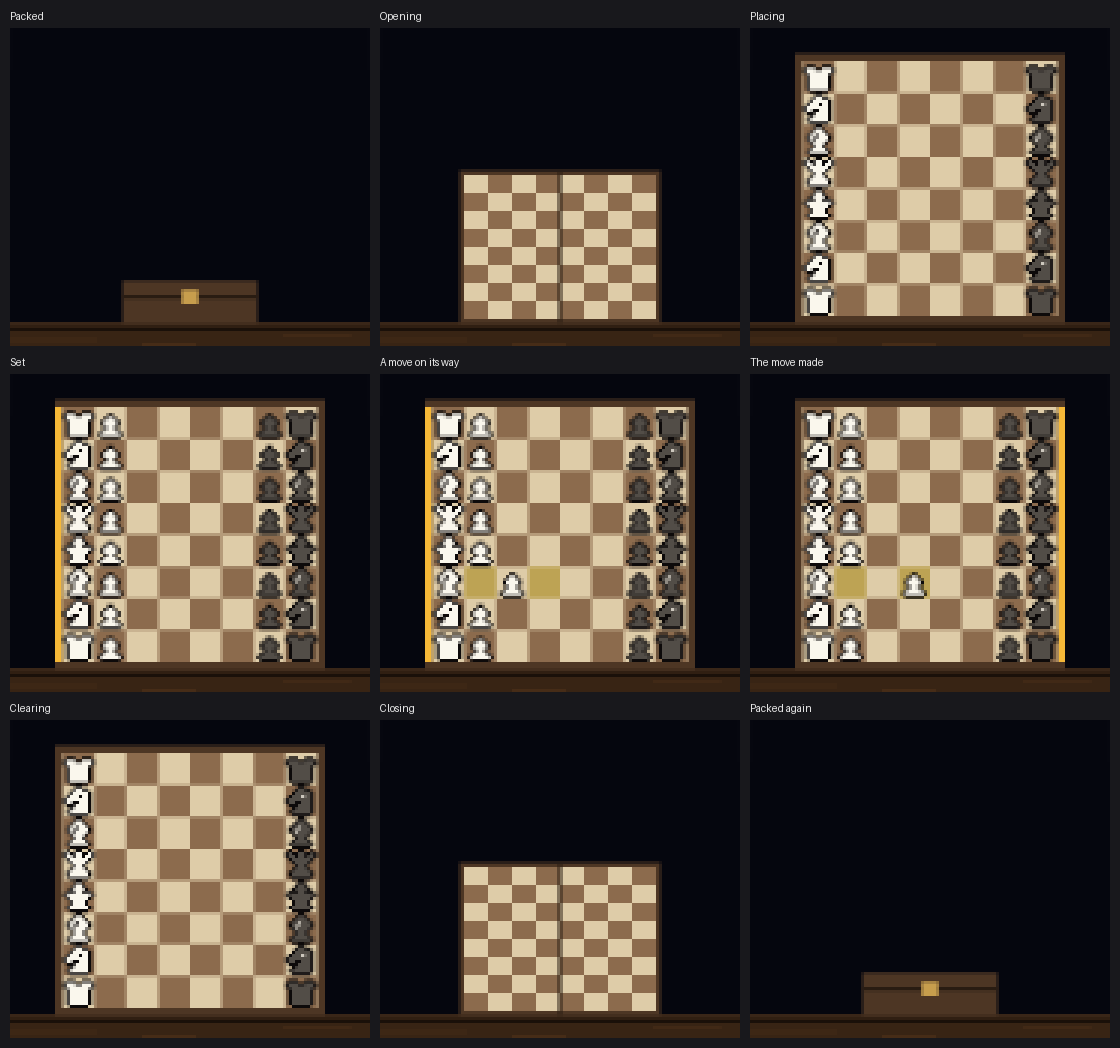 Packed
Opening
Placing
Set
A move on its way
The move made
Clearing
Closing
Packed again